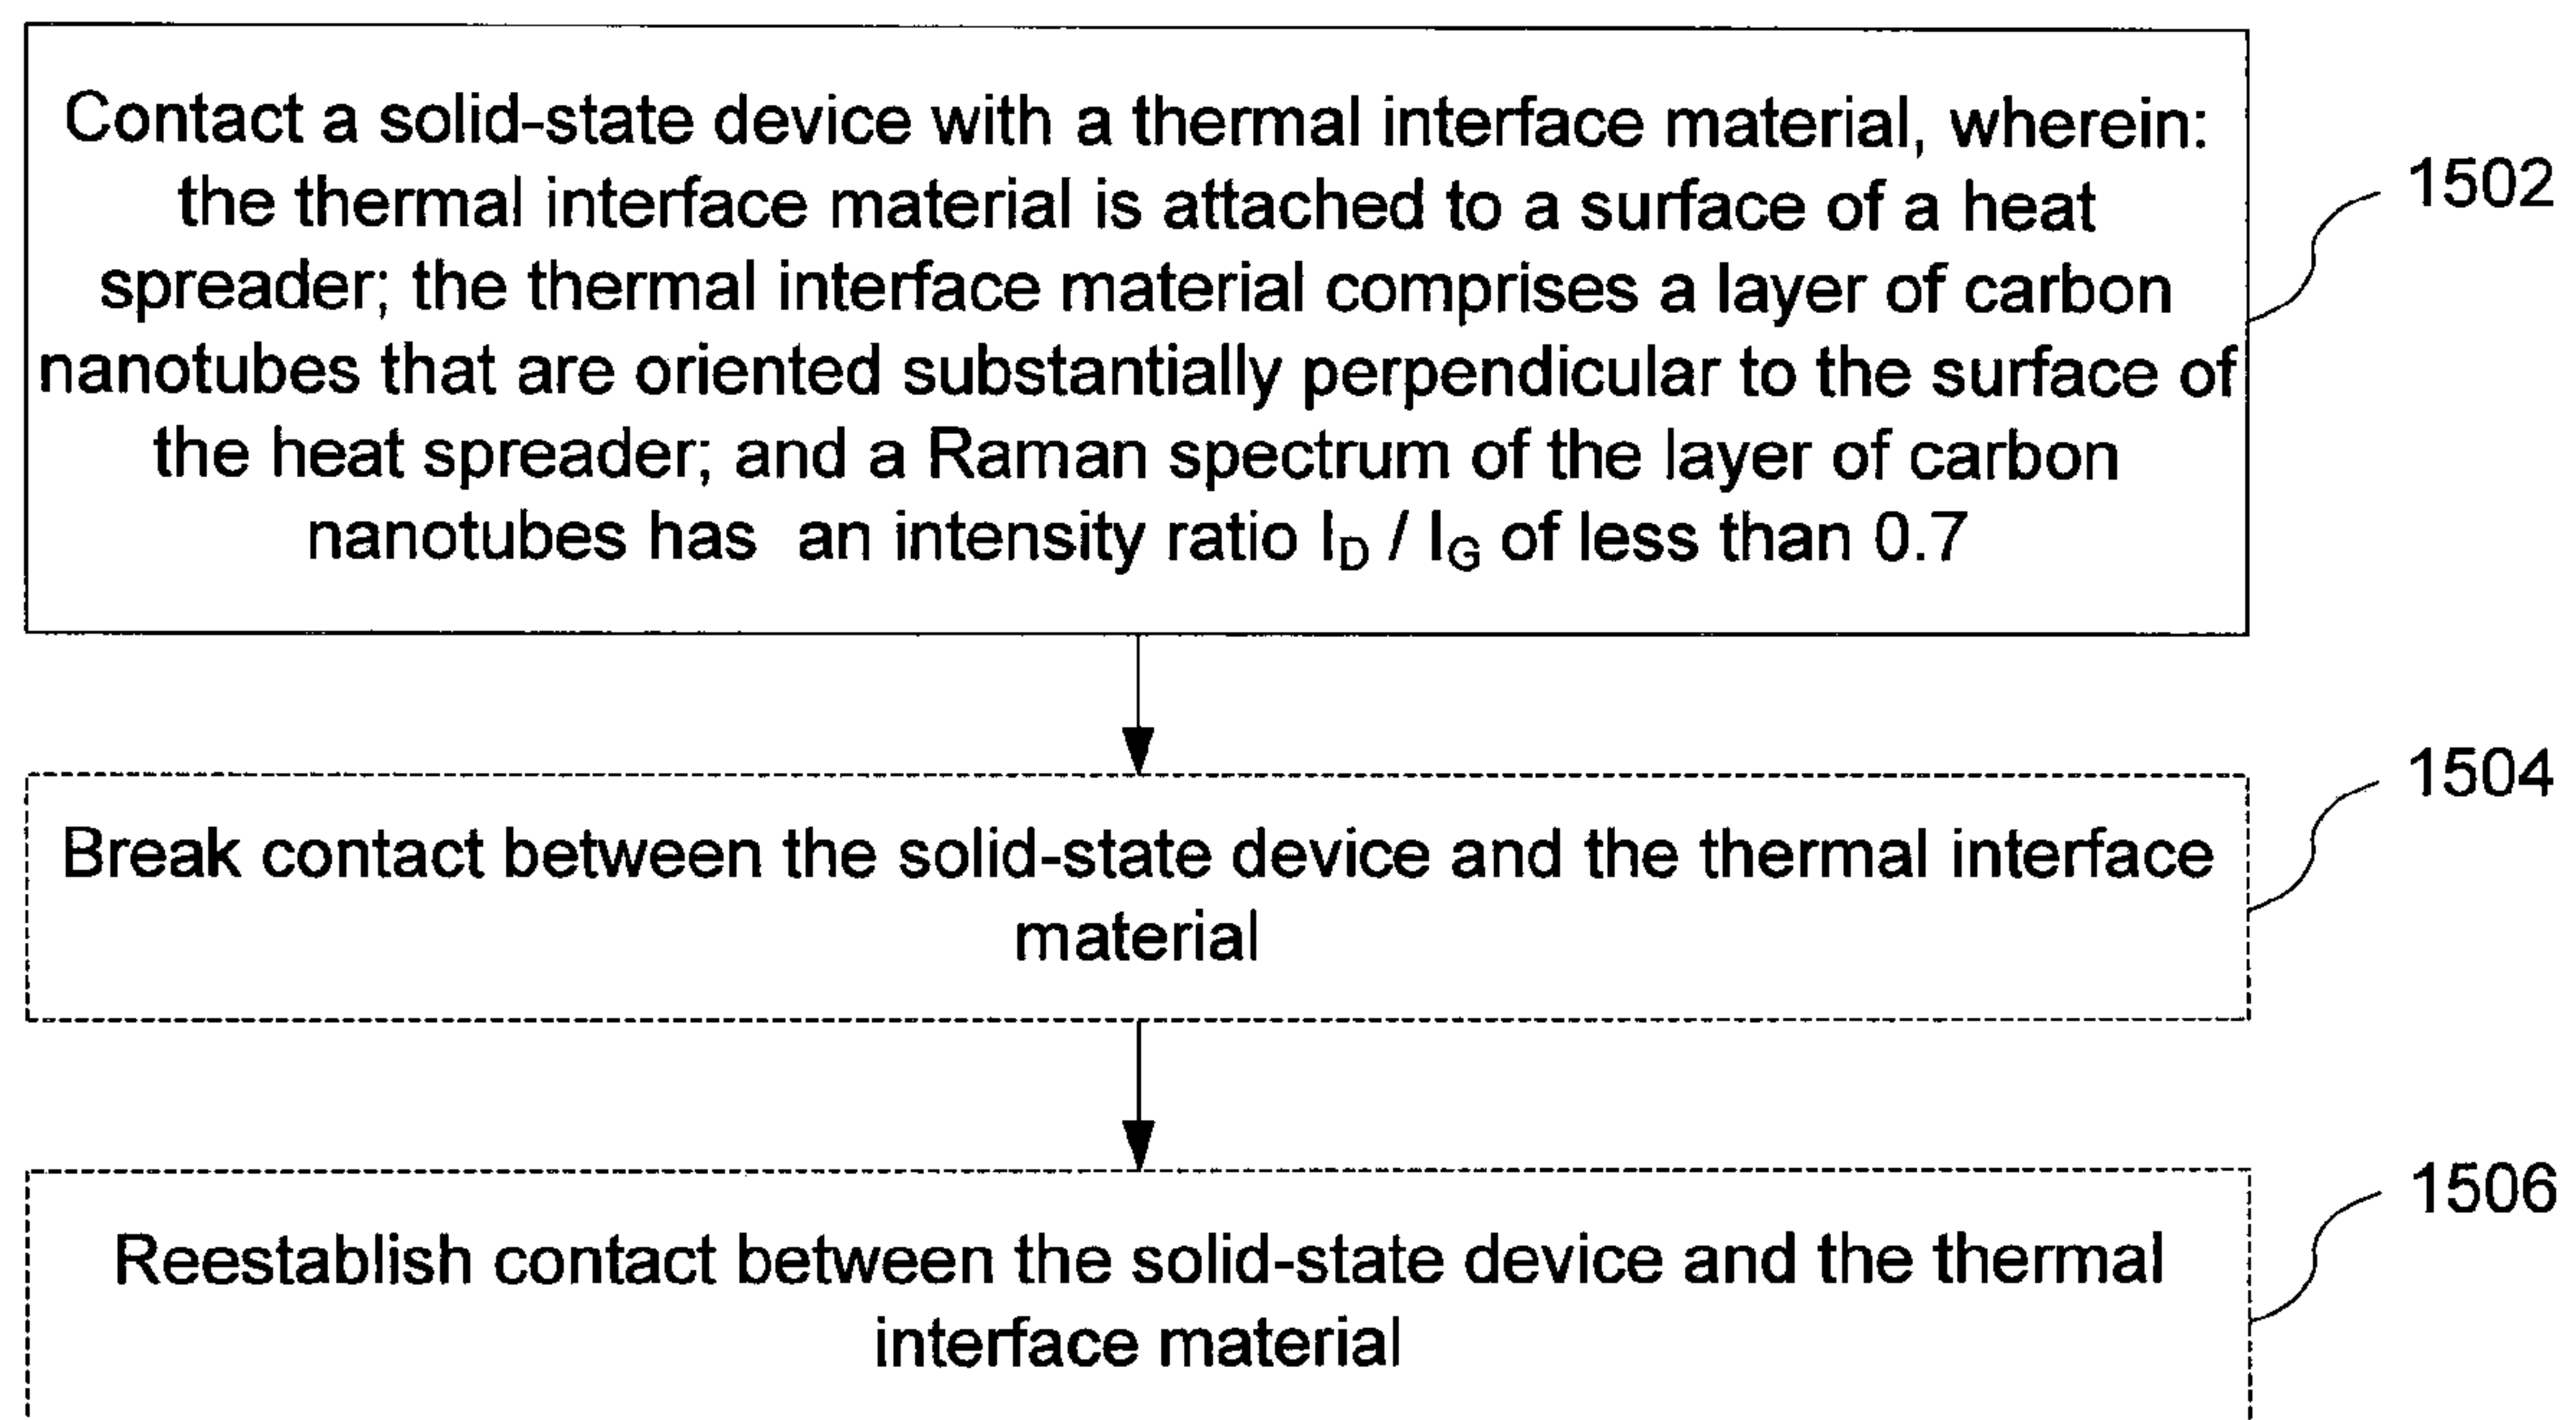 Contact a solid-state device with a thermal interface material, wherein:
the thermal interface material is attached to a surface of a heat
spreader; the thermal interface material comprises a layer of carbon
nanotubes that are oriented substantially perpendicular to the surface of
the heat spreader; and a Raman spectrum of the layer of carbon
nanotubes has an intensity ratio I_D / I_G of less than 0.7
1502
Break contact between the solid-state device and the thermal interface
material
1504
Reestablish contact between the solid-state device and the thermal
interface material
1506